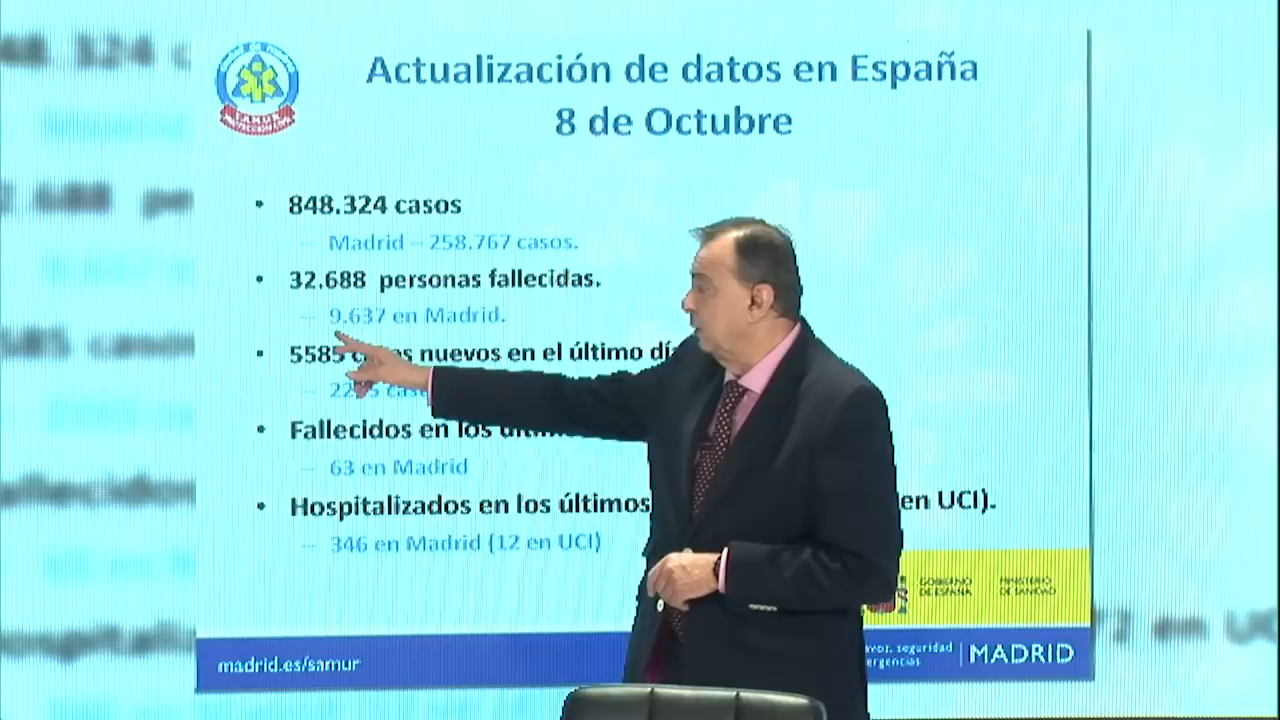 Actualización de datos en España
8 de Octubre
• 848.324 casos
– Madrid – 258.767 casos.
• 32.688 personas fallecidas.
– 9.637 en Madrid.
• 5585 nuevos en el último
• Fallecidos en los
– 63 en Madrid
• Hospitalizados en los últimos en UCI).
– 346 en Madrid (12 en UCI)
GOBIERNO DE ESPAÑA
MINISTERIO DE SANIDAD
madrid.es/samur
seguridad
MADRID